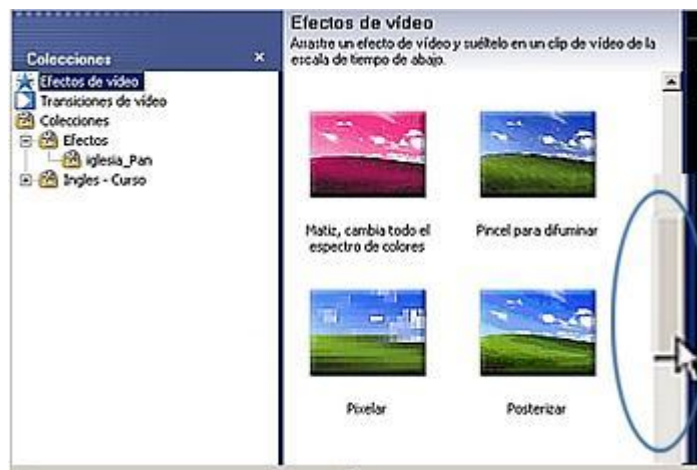 Colecciones
Efectos de vídeo
Transiciones de vídeo
Colecciones
Efectos
iglesia_Pan
Ingles - Curso
Efectos de vídeo
Arrastre un efecto de vídeo y suéltelo en un clip de vídeo de la
escala de tiempo de abajo.
Matiz, cambia todo el
espectro de colores
Pincel para difuminar
Pixelar
Posterizar